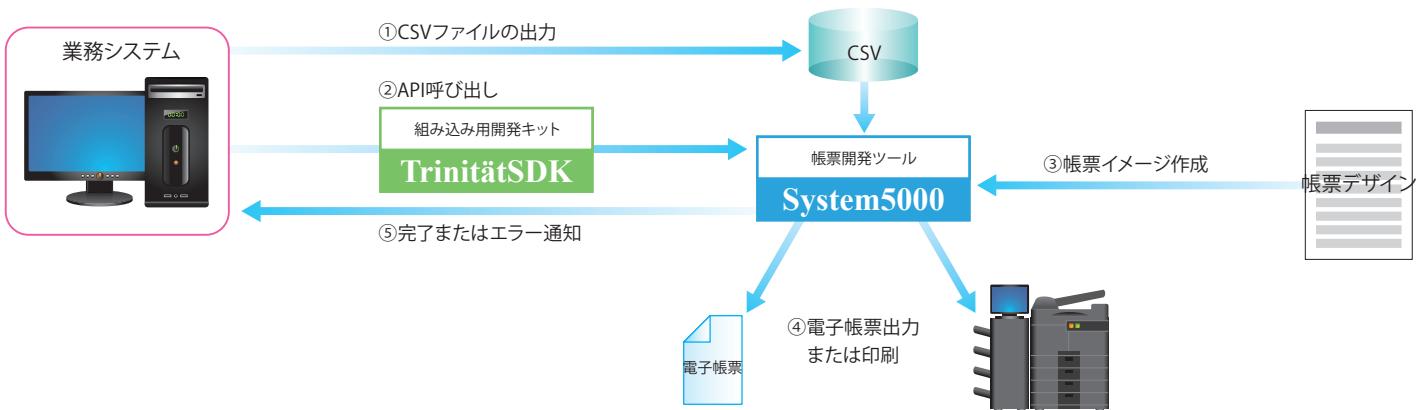 ①CSVファイルの出力
業務システム
CSV
②API呼び出し
組み込み用開発キット
TrinitätSDK
帳票開発ツール
System5000
③帳票イメージ作成
帳票デザイン
⑤完了またはエラー通知
④電子帳票出力
または印刷
電子帳票
00:00